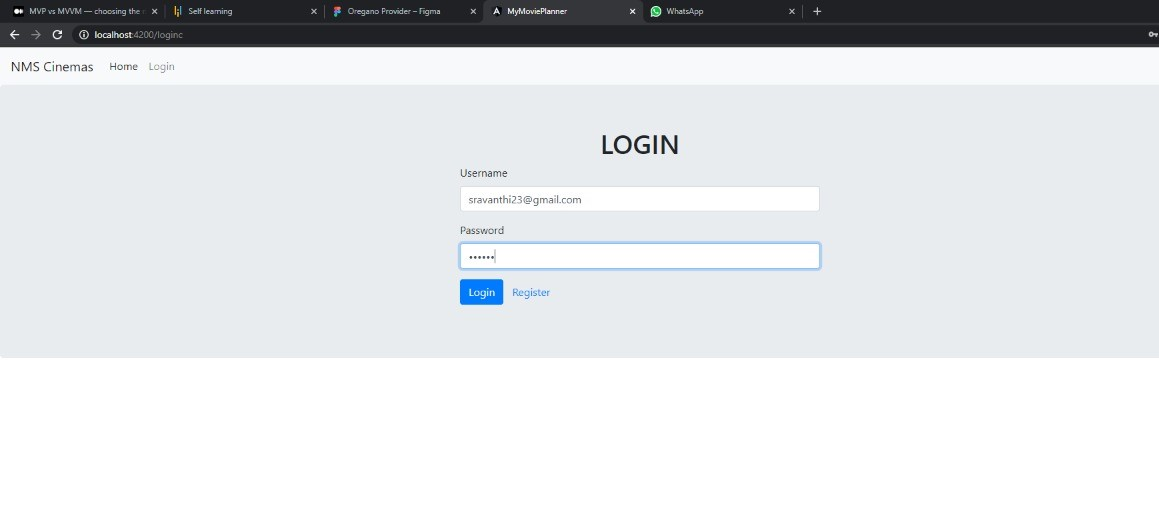 MVP vs MVVM — choosing the
Self learning
Oregano Provider – Figma
MyMoviePlanner
WhatsApp
localhost:4200/loginc
NMS Cinemas Home Login
LOGIN
Username
sravanthi23@gmail.com
Password
••••••
Login Register